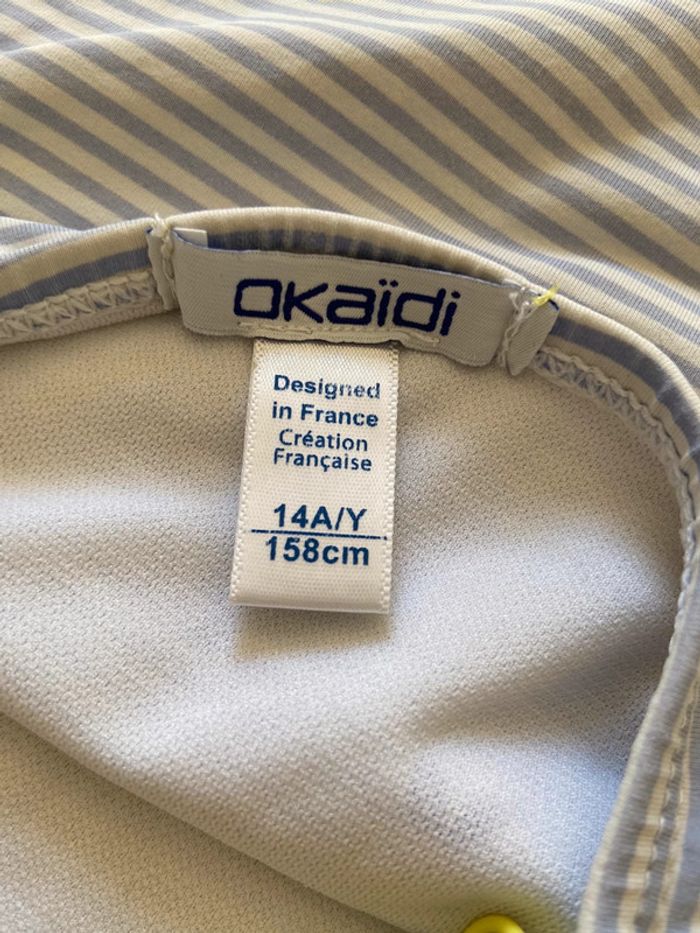 okaïdi
Designed
in France
Création
Française
14A/Y
158cm